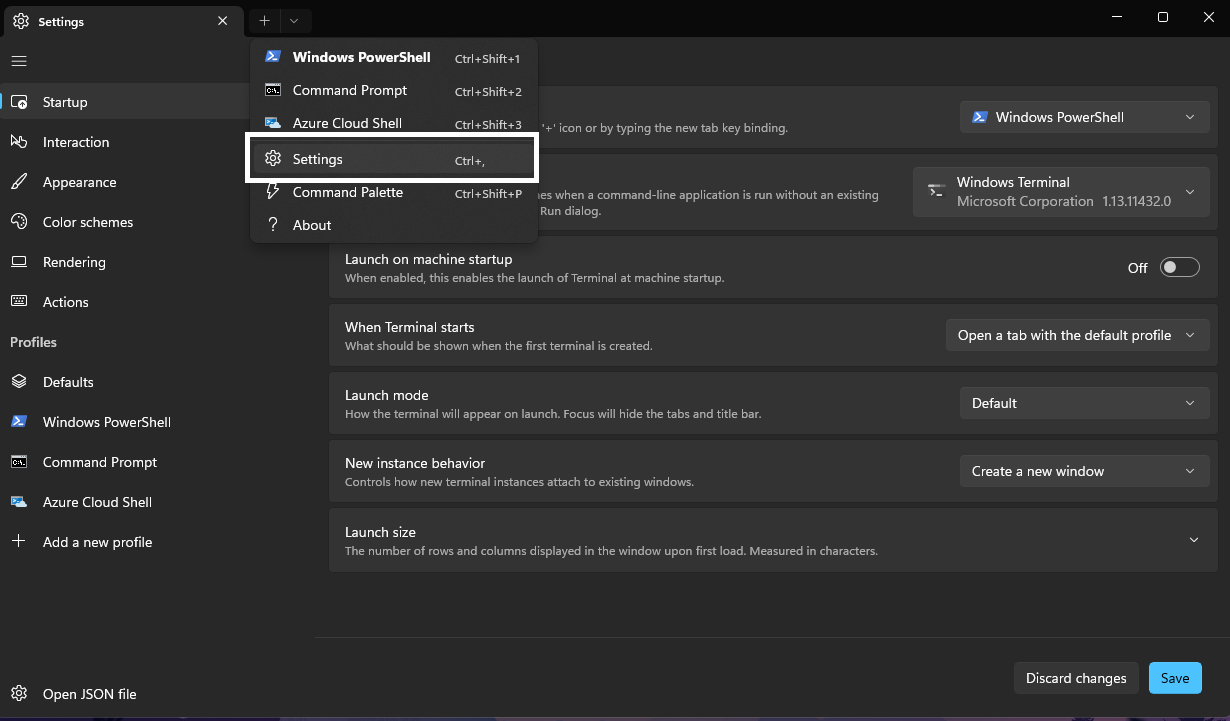 Settings
Windows PowerShell Ctrl+Shift+1
Command Prompt Ctrl+Shift+2
Azure Cloud Shell Ctrl+Shift+3
Settings Ctrl+,
Command Palette Ctrl+Shift+P
? About
Startup
Interaction
Appearance
Color schemes
Rendering
Actions
Profiles
Defaults
Windows PowerShell
Command Prompt
Azure Cloud Shell
Add a new profile
Open JSON file
'+' icon or by typing the new tab key binding.
Windows PowerShell
when a command-line application is run without an existing
Run dialog.
Windows Terminal
Microsoft Corporation 1.13.11432.0
Launch on machine startup
When enabled, this enables the launch of Terminal at machine startup.
Off
When Terminal starts
What should be shown when the first terminal is created.
Open a tab with the default profile
Launch mode
How the terminal will appear on launch. Focus will hide the tabs and title bar.
Default
New instance behavior
Controls how new terminal instances attach to existing windows.
Create a new window
Launch size
The number of rows and columns displayed in the window upon first load. Measured in characters.
Discard changes
Save